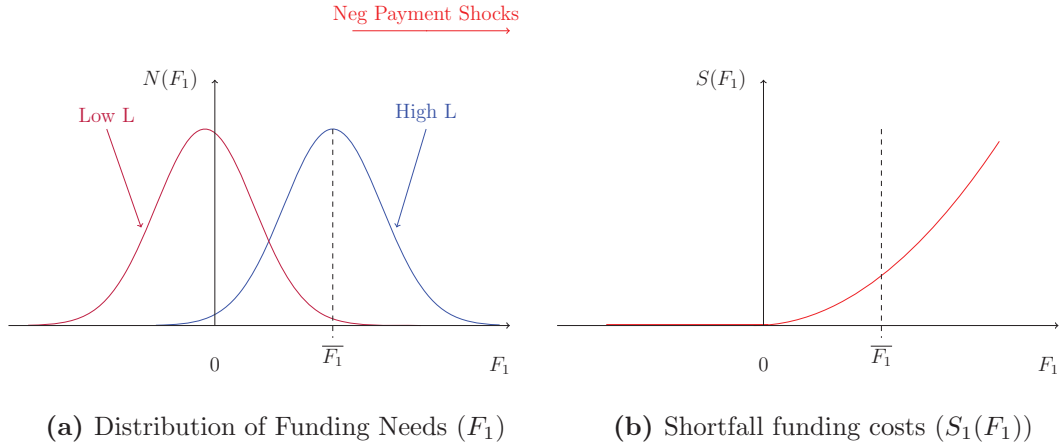 Neg Payment Shocks
N(F₁)
Low L
High L
0
F̅₁
F₁
(a) Distribution of Funding Needs (F₁)
S(F₁)
0
F̅₁
F₁
(b) Shortfall funding costs (S₁(F₁))